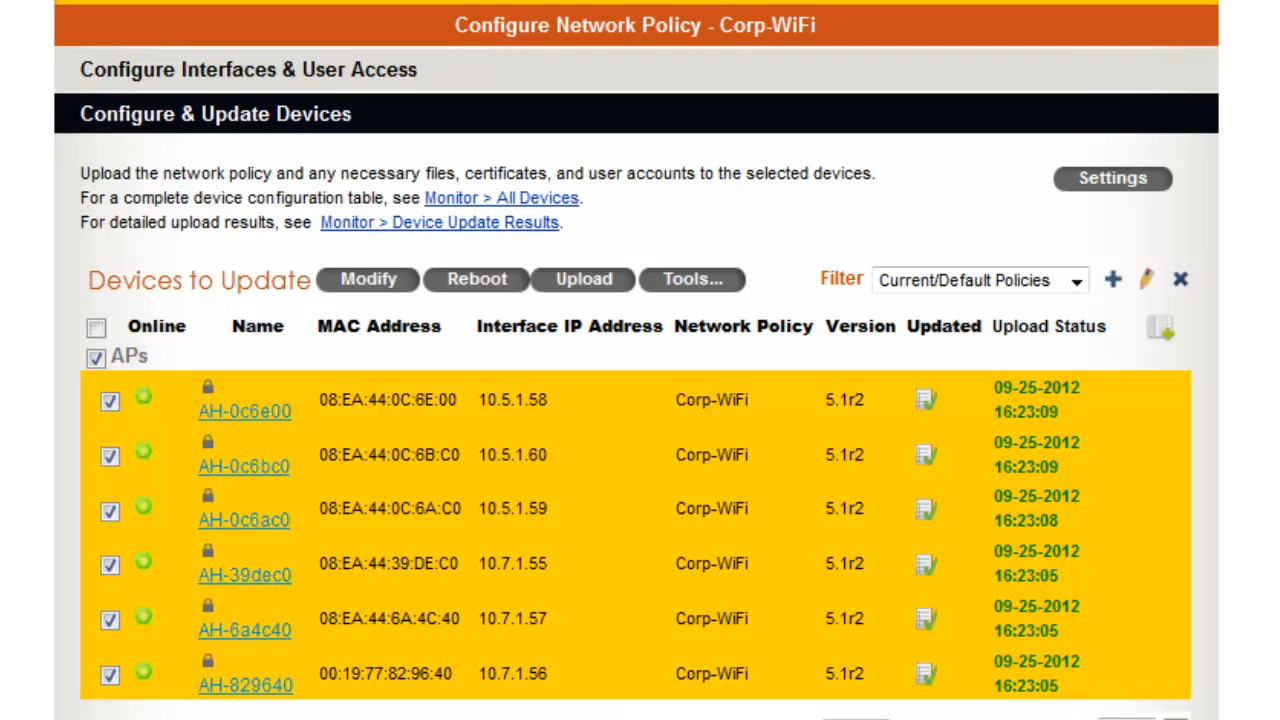 Configure Network Policy - Corp-WiFi
Configure Interfaces & User Access
Configure & Update Devices
Upload the network policy and any necessary files, certificates, and user accounts to the selected devices.
Settings
For a complete device configuration table, see Monitor > All Devices.
For detailed upload results, see Monitor > Device Update Results.
Devices to Update Modify Reboot Upload Tools... Filter Current/Default Policies
Online Name MAC Address Interface IP Address Network Policy Version Updated Upload Status
APs
AH-0c6e00 08:EA:44:0C:6E:00 10.5.1.58 Corp-WiFi 5.1r2 09-25-2012 16:23:09
AH-0c6bc0 08:EA:44:0C:6B:C0 10.5.1.60 Corp-WiFi 5.1r2 09-25-2012 16:23:09
AH-0c6ac0 08:EA:44:0C:6A:C0 10.5.1.59 Corp-WiFi 5.1r2 09-25-2012 16:23:08
AH-39dec0 08:EA:44:39:DE:C0 10.7.1.55 Corp-WiFi 5.1r2 09-25-2012 16:23:05
AH-6a4c40 08:EA:44:6A:4C:40 10.7.1.57 Corp-WiFi 5.1r2 09-25-2012 16:23:05
AH-829640 00:19:77:82:96:40 10.7.1.56 Corp-WiFi 5.1r2 09-25-2012 16:23:05